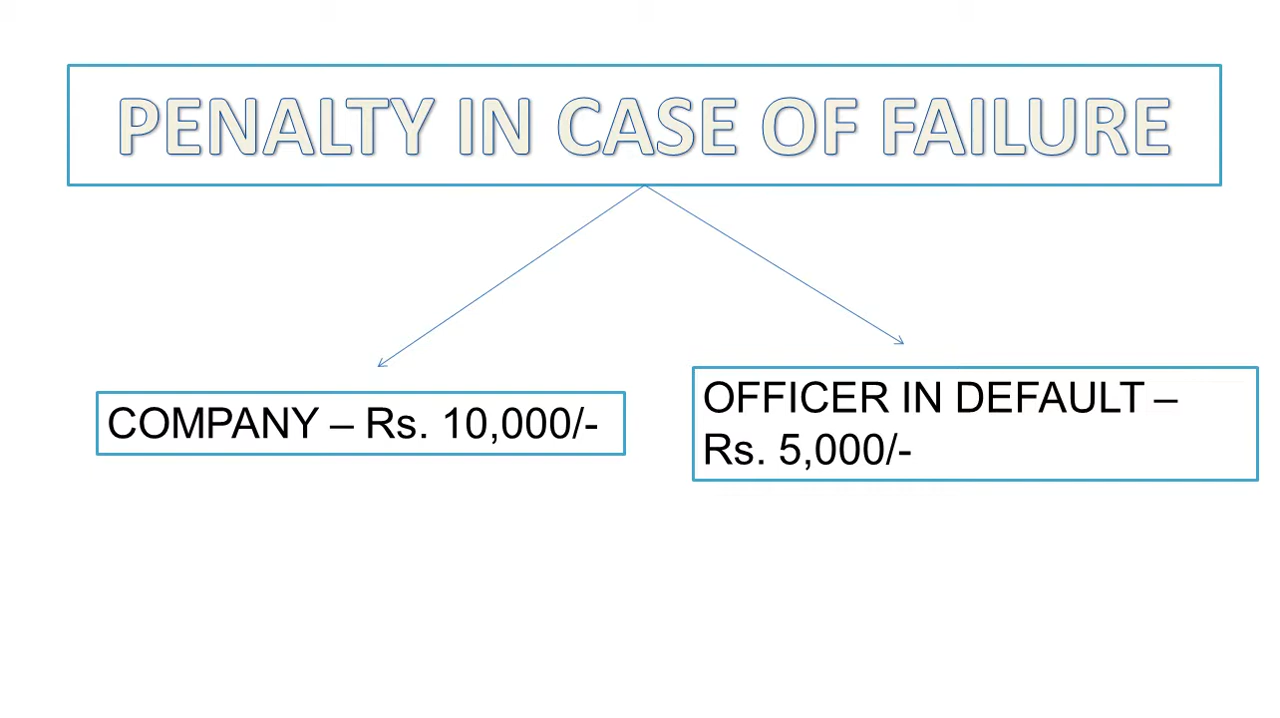 PENALTY IN CASE OF FAILURE
COMPANY – Rs. 10,000/-
OFFICER IN DEFAULT –
Rs. 5,000/-